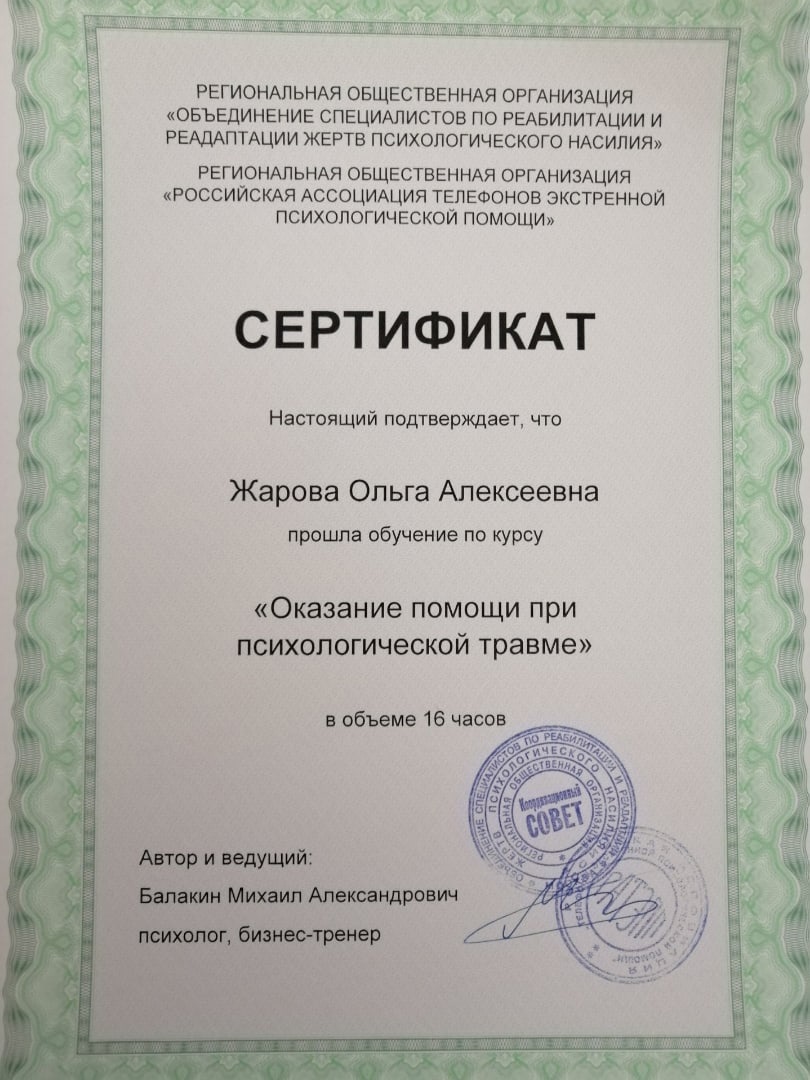 РЕГИОНАЛЬНАЯ ОБЩЕСТВЕННАЯ ОРГАНИЗАЦИЯ
«ОБЪЕДИНЕНИЕ СПЕЦИАЛИСТОВ ПО РЕАБИЛИТАЦИИ И
РЕАДАПТАЦИИ ЖЕРТВ ПСИХОЛОГИЧЕСКОГО НАСИЛИЯ»
РЕГИОНАЛЬНАЯ ОБЩЕСТВЕННАЯ ОРГАНИЗАЦИЯ
«РОССИЙСКАЯ АССОЦИАЦИЯ ТЕЛЕФОНОВ ЭКСТРЕННОЙ
ПСИХОЛОГИЧЕСКОЙ ПОМОЩИ»
СЕРТИФИКАТ
Настоящий подтверждает, что
Жарова Ольга Алексеевна
прошла обучение по курсу
«Оказание помощи при
психологической травме»
в объеме 16 часов
ОБЪЕДИНЕНИЕ СПЕЦИАЛИСТОВ ПО РЕАБИЛИТАЦИИ И РЕАДАПТАЦИИ
ЖЕРТВ ПСИХОЛОГИЧЕСКОГО НАСИЛИЯ
РЕГИОНАЛЬНАЯ ОБЩЕСТВЕННАЯ ОРГАНИЗАЦИЯ
Координационный
СОВЕТ
Автор и ведущий:
Балакин Михаил Александрович
психолог, бизнес-тренер